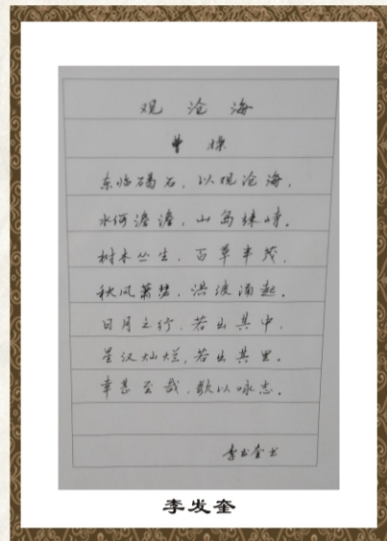 观沧海
曹操
东临碣石，以观沧海。
水何澹澹，山岛竦峙。
树木丛生，百草丰茂。
秋风萧瑟，洪波涌起。
日月之行，若出其中，
星汉灿烂，若出其里。
幸甚至哉，歌以咏志。
李发奎书
李发奎